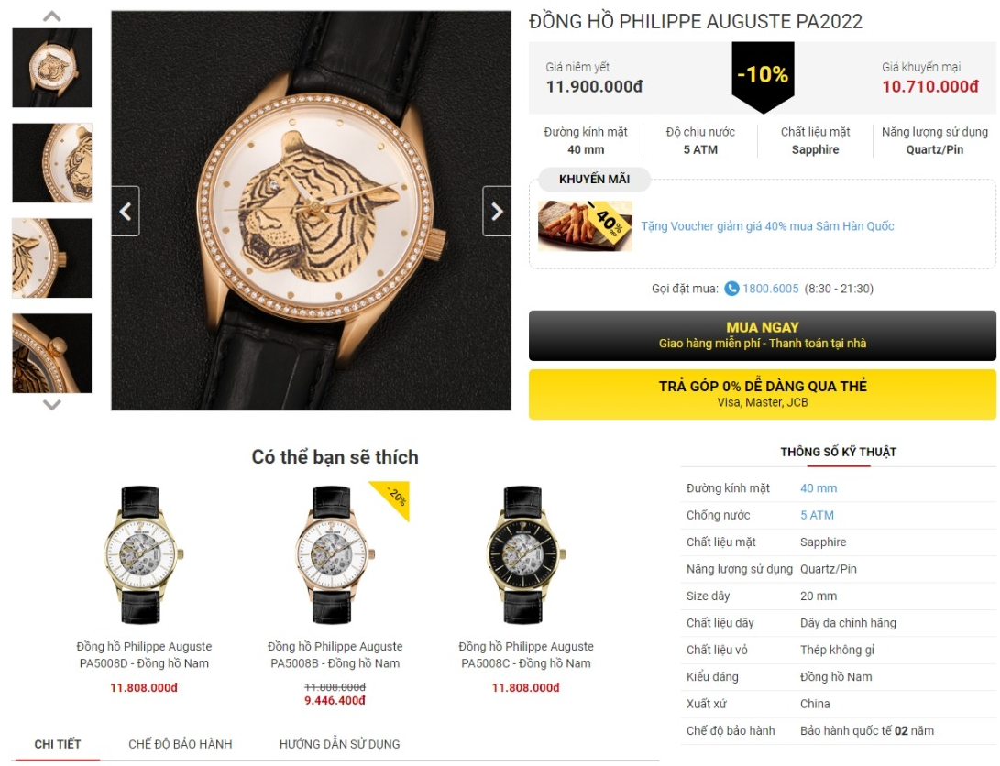 ĐỒNG HỒ PHILIPPE AUGUSTE PA2022
Giá niêm yết
11.900.000đ
-10%
Giá khuyến mại
10.710.000đ
Đường kính mặt
40 mm
Độ chịu nước
5 ATM
Chất liệu mặt
Sapphire
Năng lượng sử dụng
Quartz/Pin
KHUYẾN MÃI
40%
Tặng Voucher giảm giá 40% mua Sâm Hàn Quốc
Gọi đặt mua: 1800.6005 (8:30 - 21:30)
MUA NGAY
Giao hàng miễn phí - Thanh toán tại nhà
TRẢ GÓP 0% DỄ DÀNG QUA THẺ
Visa, Master, JCB
Có thể bạn sẽ thích
- 20%
Đồng hồ Philippe Auguste
PA5008D - Đồng hồ Nam
11.808.000đ
Đồng hồ Philippe Auguste
PA5008B - Đồng hồ Nam
11.808.000đ
9.446.400đ
Đồng hồ Philippe Auguste
PA5008C - Đồng hồ Nam
11.808.000đ
THÔNG SỐ KỸ THUẬT
Đường kính mặt 40 mm
Chống nước 5 ATM
Chất liệu mặt Sapphire
Năng lượng sử dụng Quartz/Pin
Size dây 20 mm
Chất liệu dây Dây da chính hãng
Chất liệu vỏ Thép không gỉ
Kiểu dáng Đồng hồ Nam
Xuất xứ China
Chế độ bảo hành Bảo hành quốc tế 02 năm
CHI TIẾT CHẾ ĐỘ BẢO HÀNH HƯỚNG DẪN SỬ DỤNG